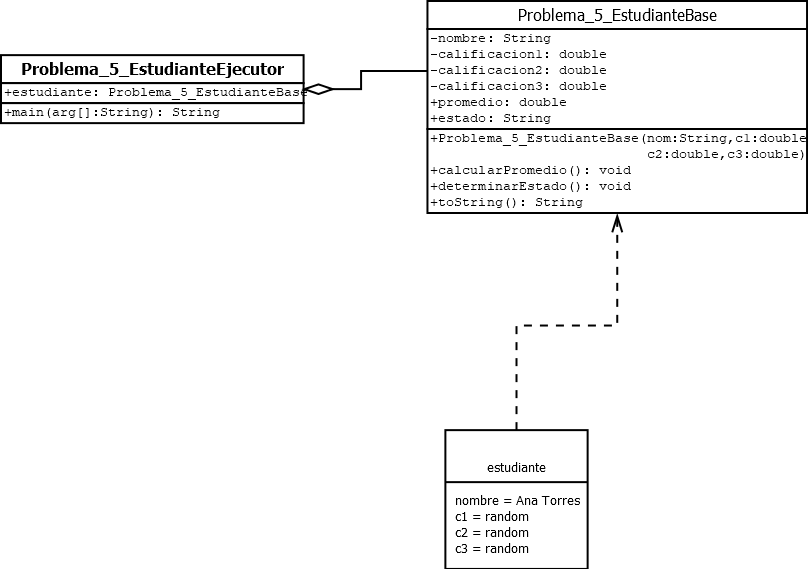 Problema_5_EstudianteEjecutor
+estudiante: Problema_5_EstudianteBase
+main(arg[]:String): String
Problema_5_EstudianteBase
-nombre: String
-calificacion1: double
-calificacion2: double
-calificacion3: double
+promedio: double
+estado: String
+Problema_5_EstudianteBase(nom:String,c1:double
c2:double,c3:double)
+calcularPromedio(): void
+determinarEstado(): void
+toString(): String
estudiante
nombre = Ana Torres
c1 = random
c2 = random
c3 = random